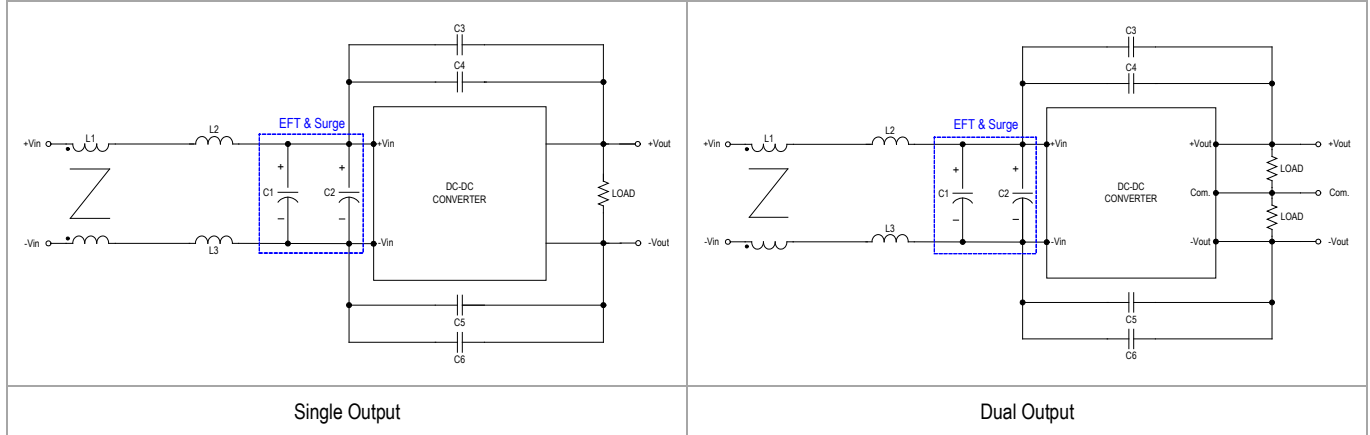 C3
C4
EFT & Surge
L1
L2
+Vin
+Vin
+Vout
+
+
C1
C2
DC-DC
CONVERTER
LOAD
–
–
-Vin
L3
-Vin
-Vout
C5
C6
Single Output
C3
C4
EFT & Surge
L1
L2
+Vin
+Vin
+Vout
+Vout
+
+
LOAD
C1
C2
DC-DC
CONVERTER
Com.
Com.
–
–
LOAD
L3
-Vin
-Vin
-Vout
-Vout
C5
C6
Dual Output